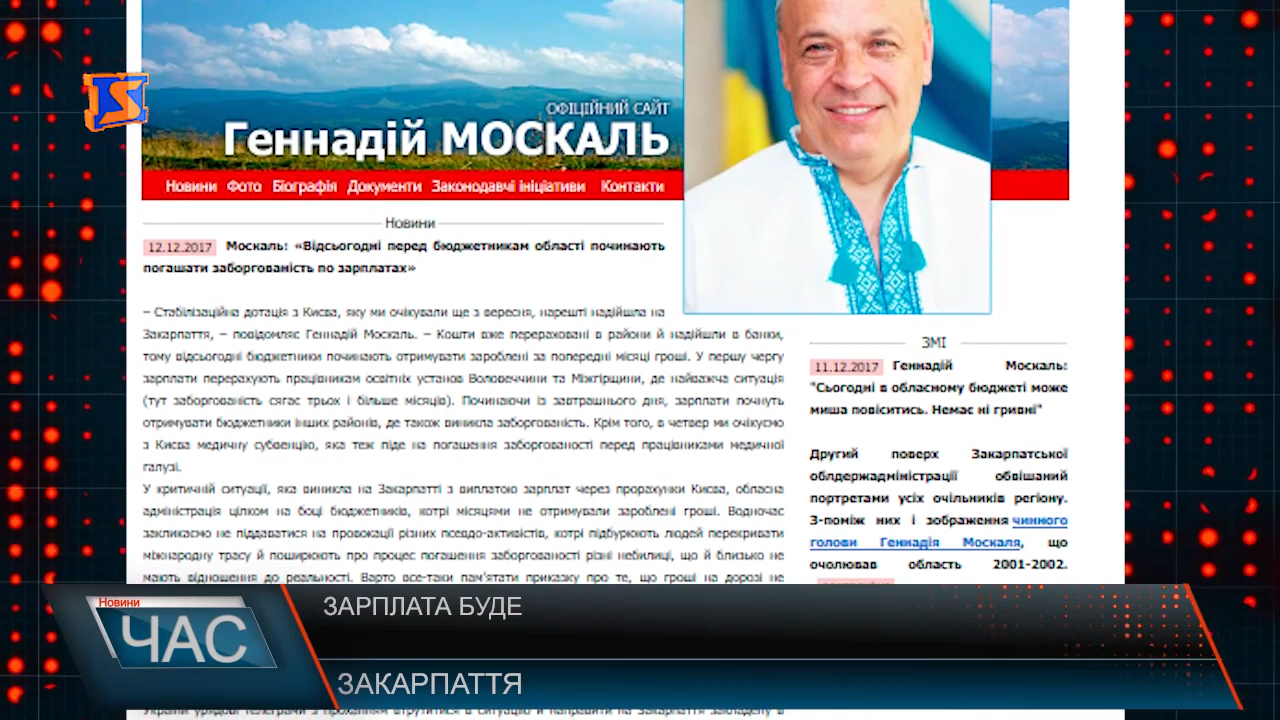 ОФІЦІЙНИЙ САЙТ
Геннадій МОСКАЛЬ
Новини Фото Біографія Документи Законодавчі ініціативи Контакти
Новини
12.12.2017 Москаль: «Відсьогодні перед бюджетникам області починають
погашати заборгованість по зарплатах»
– Стабілізаційна дотація з Києва, яку ми очікували ще з вересня, нарешті надійшла на
Закарпаття, – повідомляє Геннадій Москаль. – Кошти вже перераховані в райони й надійшли в банки,
тому відсьогодні бюджетники починають отримувати зароблені за попередні місяці гроші. У першу чергу
зарплати перерахують працівникам освітніх установ Воловеччини та Міжгірщини, де найважча ситуація
(тут заборгованість сягає трьох і більше місяців). Починаючи із завтрашнього дня, зарплати почнуть
отримувати бюджетники інших районів, де також виникла заборгованість. Крім того, в четвер ми очікуємо
з Києва медичну субвенцію, яка теж піде на погашення заборгованості перед працівниками медичної
галузі.
У критичній ситуації, яка виникла на Закарпатті з виплатою зарплат через прорахунки Києва, обласна
адміністрація цілком на боці бюджетників, котрі місяцями не отримували зароблені гроші. Водночас
закликаємо не піддаватися на провокації різних псевдо-активістів, котрі підбурюють людей перекривати
міжнародну трасу й поширюють про процес погашення заборгованості різні небилиці, що й близько не
мають відношення до реальності. Варто все-таки пам'ятати приказку про те, що гроші на дорозі не
ЗМІ
11.12.2017 Геннадій Москаль:
"Сьогодні в обласному бюджеті може
миша повіситись. Немає ні гривні"
Другий поверх Закарпатської
облдержадміністрації обвішаний
портретами усіх очільників регіону.
З-поміж них і зображення чинного
голови Геннадія Москаля, що
очолював область 2001-2002.
Новини
ЧАС
ЗАРПЛАТА БУДЕ
ЗАКАРПАТТЯ